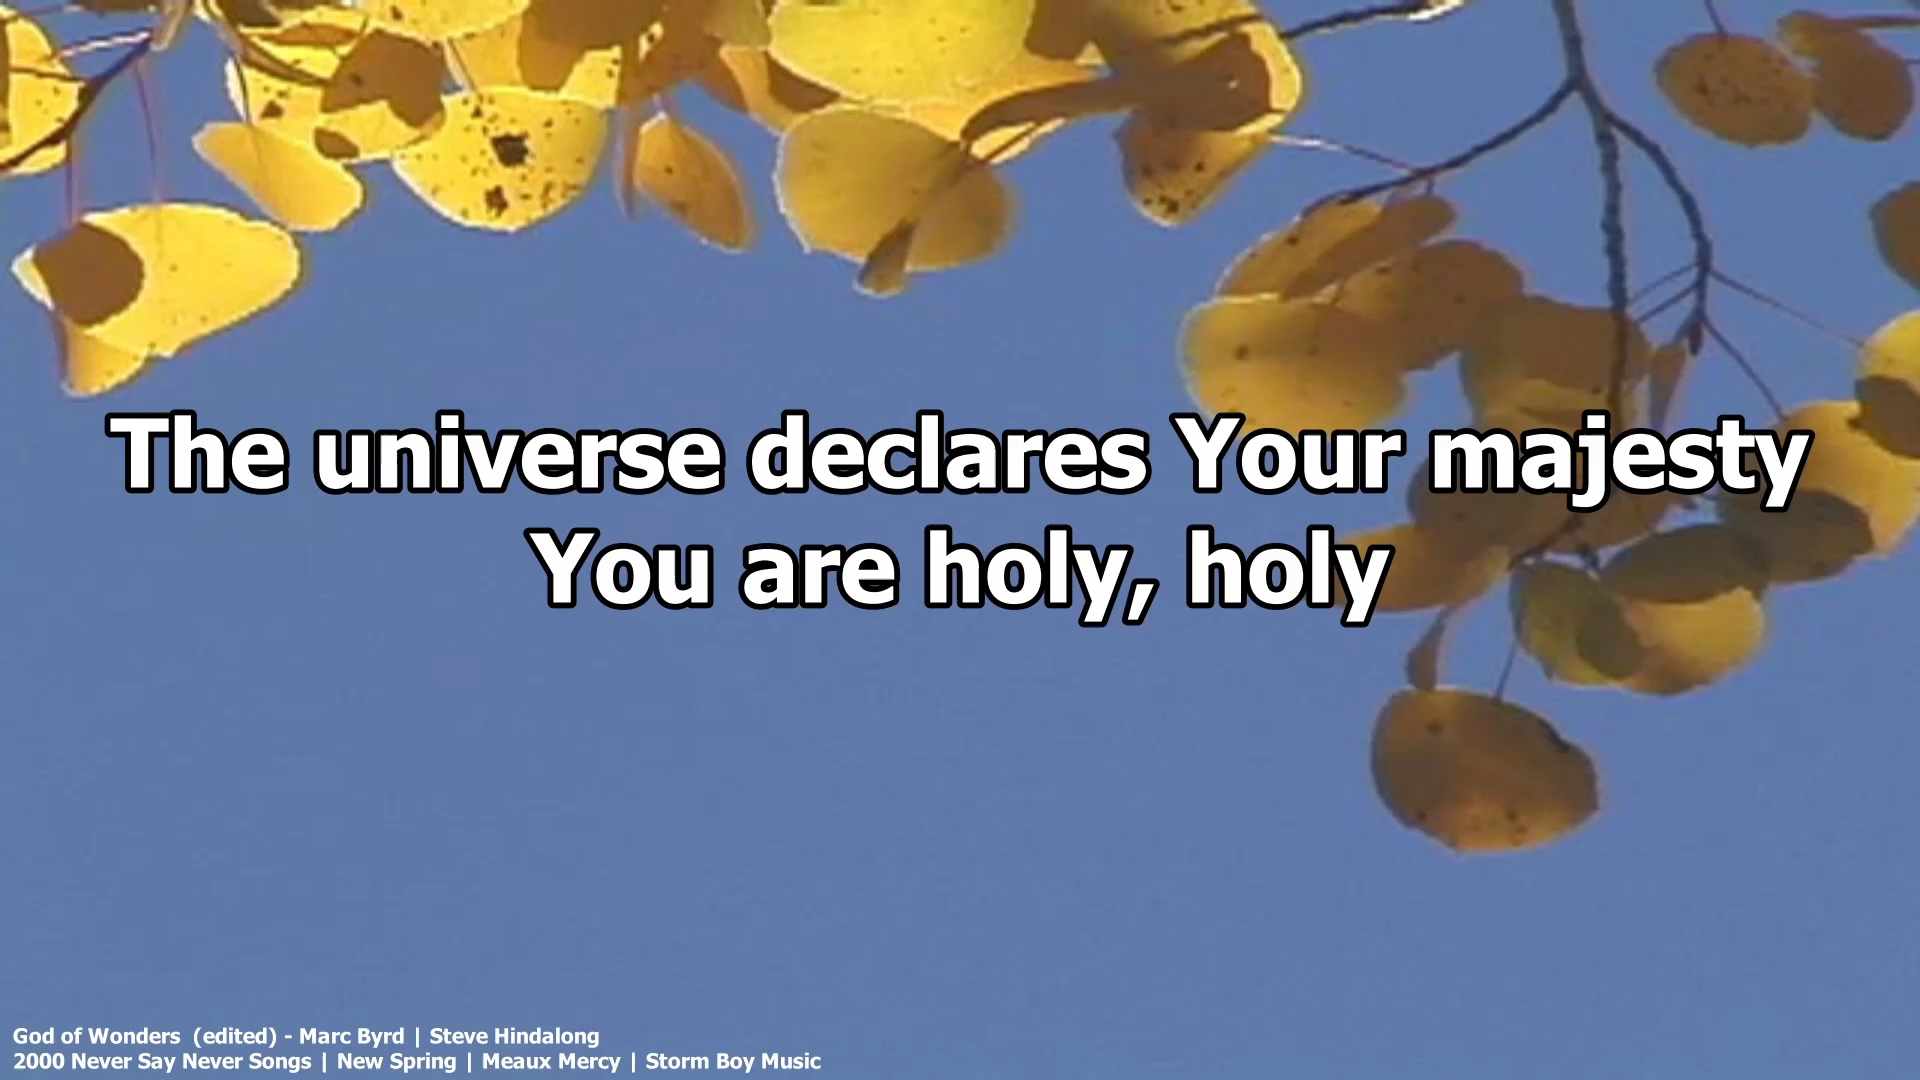 The universe declares Your majesty
You are holy, holy
God of Wonders  (edited) - Marc Byrd | Steve Hindalong
2000 Never Say Never Songs | New Spring | Meaux Mercy | Storm Boy Music